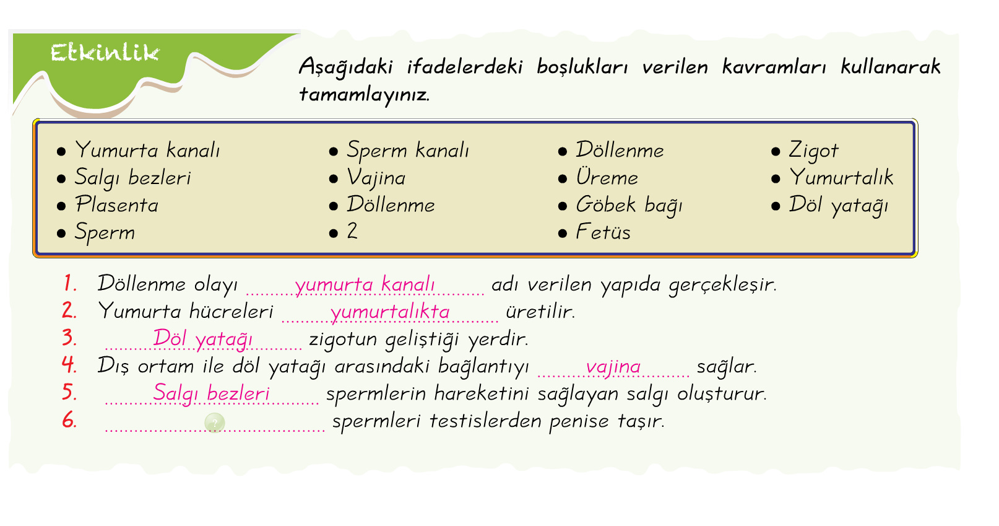 Etkinlik
Aşağıdaki ifadelerdeki boşlukları verilen kavramları kullanarak
tamamlayınız.
• Yumurta kanalı • Sperm kanalı • Döllenme • Zigot
• Salgı bezleri • Vajina • Üreme • Yumurtalık
• Plasenta • Döllenme • Göbek bağı • Döl yatağı
• Sperm • 2 • Fetüs
1. Döllenme olayı yumurta kanalı adı verilen yapıda gerçekleşir.
2. Yumurta hücreleri yumurtalıkta üretilir.
3. Döl yatağı zigotun geliştiği yerdir.
4. Dış ortam ile döl yatağı arasındaki bağlantıyı vajina sağlar.
5. Salgı bezleri spermlerin hareketini sağlayan salgı oluşturur.
6. ? spermleri testislerden penise taşır.